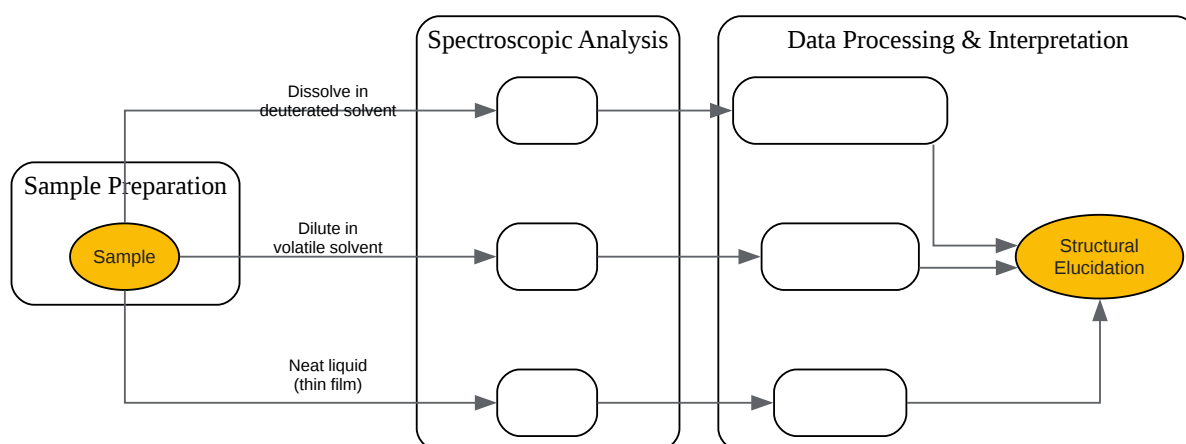 Spectroscopic Analysis
Data Processing & Interpretation
Dissolve in
deuterated solvent
Sample Preparation
Sample
Dilute in
volatile solvent
Structural
Elucidation
Neat liquid
(thin film)